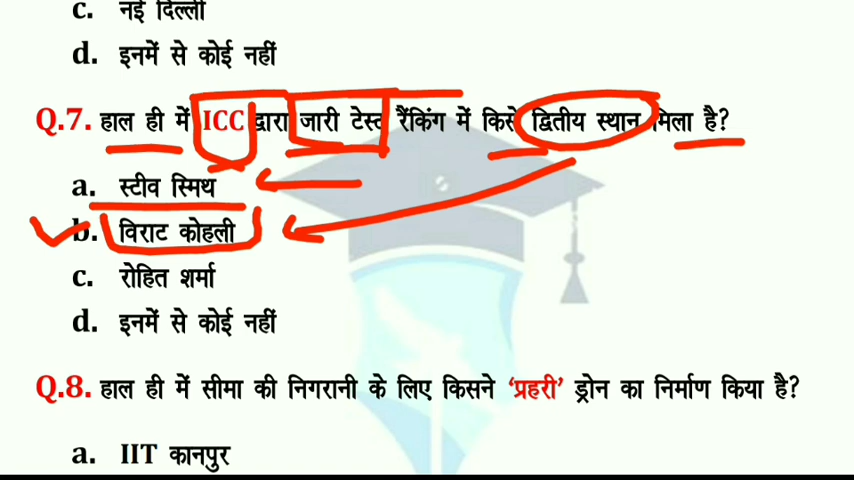 c. नई दिल्ली
d. इनमें से कोई नहीं
Q.7. हाल ही में ICC द्वारा जारी टेस्ट रैंकिंग में किसे द्वितीय स्थान मिला है?
a. स्टीव स्मिथ
b. विराट कोहली
c. रोहित शर्मा
d. इनमें से कोई नहीं
Q.8. हाल ही में सीमा की निगरानी के लिए किसने ‘प्रहरी’ ड्रोन का निर्माण किया है?
a. IIT कानपुर